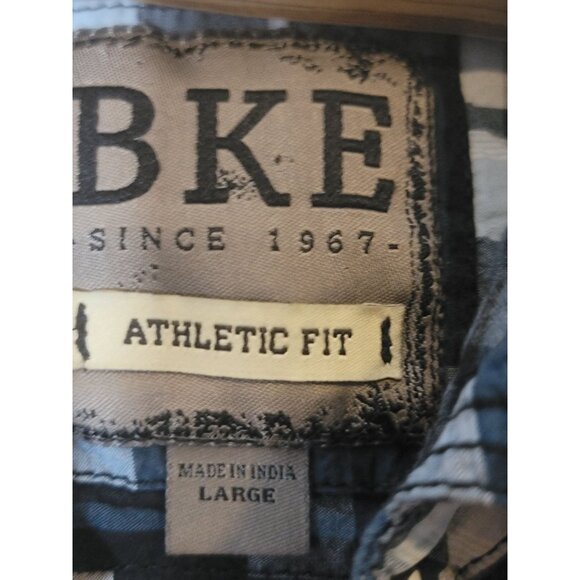 BKE
-SINCE 1967-
ATHLETIC FIT
MADE IN INDIA
LARGE